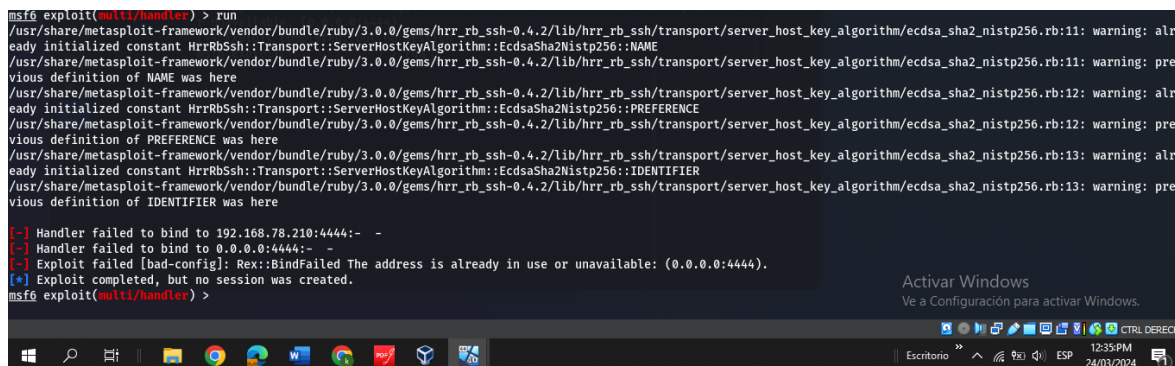 msf6 exploit(multi/handler) > run
/usr/share/metasploit-framework/vendor/bundle/ruby/3.0.0/gems/hrr_rb_ssh-0.4.2/lib/hrr_rb_ssh/transport/server_host_key_algorithm/ecdsa_sha2_nistp256.rb:11: warning: alr
eady initialized constant HrrRbSsh::Transport::ServerHostKeyAlgorithm::EcdsaSha2Nistp256::NAME
/usr/share/metasploit-framework/vendor/bundle/ruby/3.0.0/gems/hrr_rb_ssh-0.4.2/lib/hrr_rb_ssh/transport/server_host_key_algorithm/ecdsa_sha2_nistp256.rb:11: warning: pre
vious definition of NAME was here
/usr/share/metasploit-framework/vendor/bundle/ruby/3.0.0/gems/hrr_rb_ssh-0.4.2/lib/hrr_rb_ssh/transport/server_host_key_algorithm/ecdsa_sha2_nistp256.rb:12: warning: alr
eady initialized constant HrrRbSsh::Transport::ServerHostKeyAlgorithm::EcdsaSha2Nistp256::PREFERENCE
/usr/share/metasploit-framework/vendor/bundle/ruby/3.0.0/gems/hrr_rb_ssh-0.4.2/lib/hrr_rb_ssh/transport/server_host_key_algorithm/ecdsa_sha2_nistp256.rb:12: warning: pre
vious definition of PREFERENCE was here
/usr/share/metasploit-framework/vendor/bundle/ruby/3.0.0/gems/hrr_rb_ssh-0.4.2/lib/hrr_rb_ssh/transport/server_host_key_algorithm/ecdsa_sha2_nistp256.rb:13: warning: alr
eady initialized constant HrrRbSsh::Transport::ServerHostKeyAlgorithm::EcdsaSha2Nistp256::IDENTIFIER
/usr/share/metasploit-framework/vendor/bundle/ruby/3.0.0/gems/hrr_rb_ssh-0.4.2/lib/hrr_rb_ssh/transport/server_host_key_algorithm/ecdsa_sha2_nistp256.rb:13: warning: pre
vious definition of IDENTIFIER was here
[-] Handler failed to bind to 192.168.78.210:4444:-  -
[-] Handler failed to bind to 0.0.0.0:4444:-  -
[-] Exploit failed [bad-config]: Rex::BindFailed The address is already in use or unavailable: (0.0.0.0:4444).
[*] Exploit completed, but no session was created.
msf6 exploit(multi/handler) >
Activar Windows
Ve a Configuración para activar Windows.
CTRL DEREC
Escritorio
ESP
12:35:PM
24/03/2024